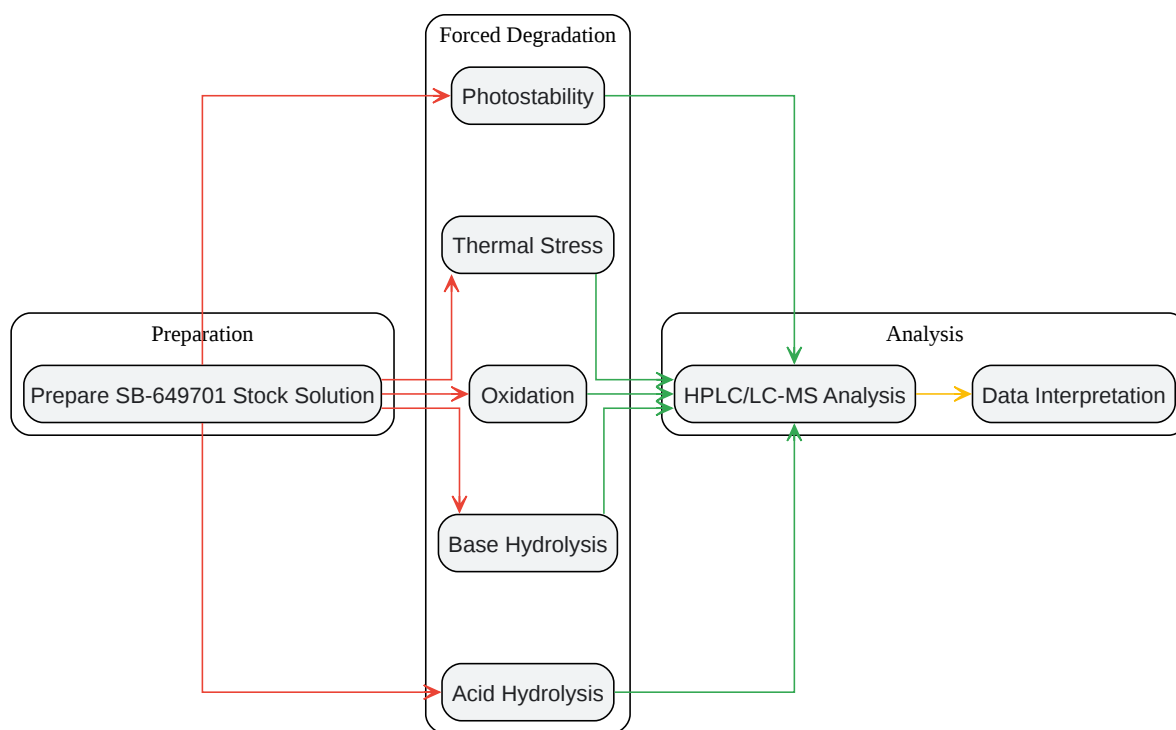 Forced Degradation
Photostability
Thermal Stress
Preparation
Analysis
Prepare SB-649701 Stock Solution
Oxidation
HPLC/LC-MS Analysis
Data Interpretation
Base Hydrolysis
Acid Hydrolysis